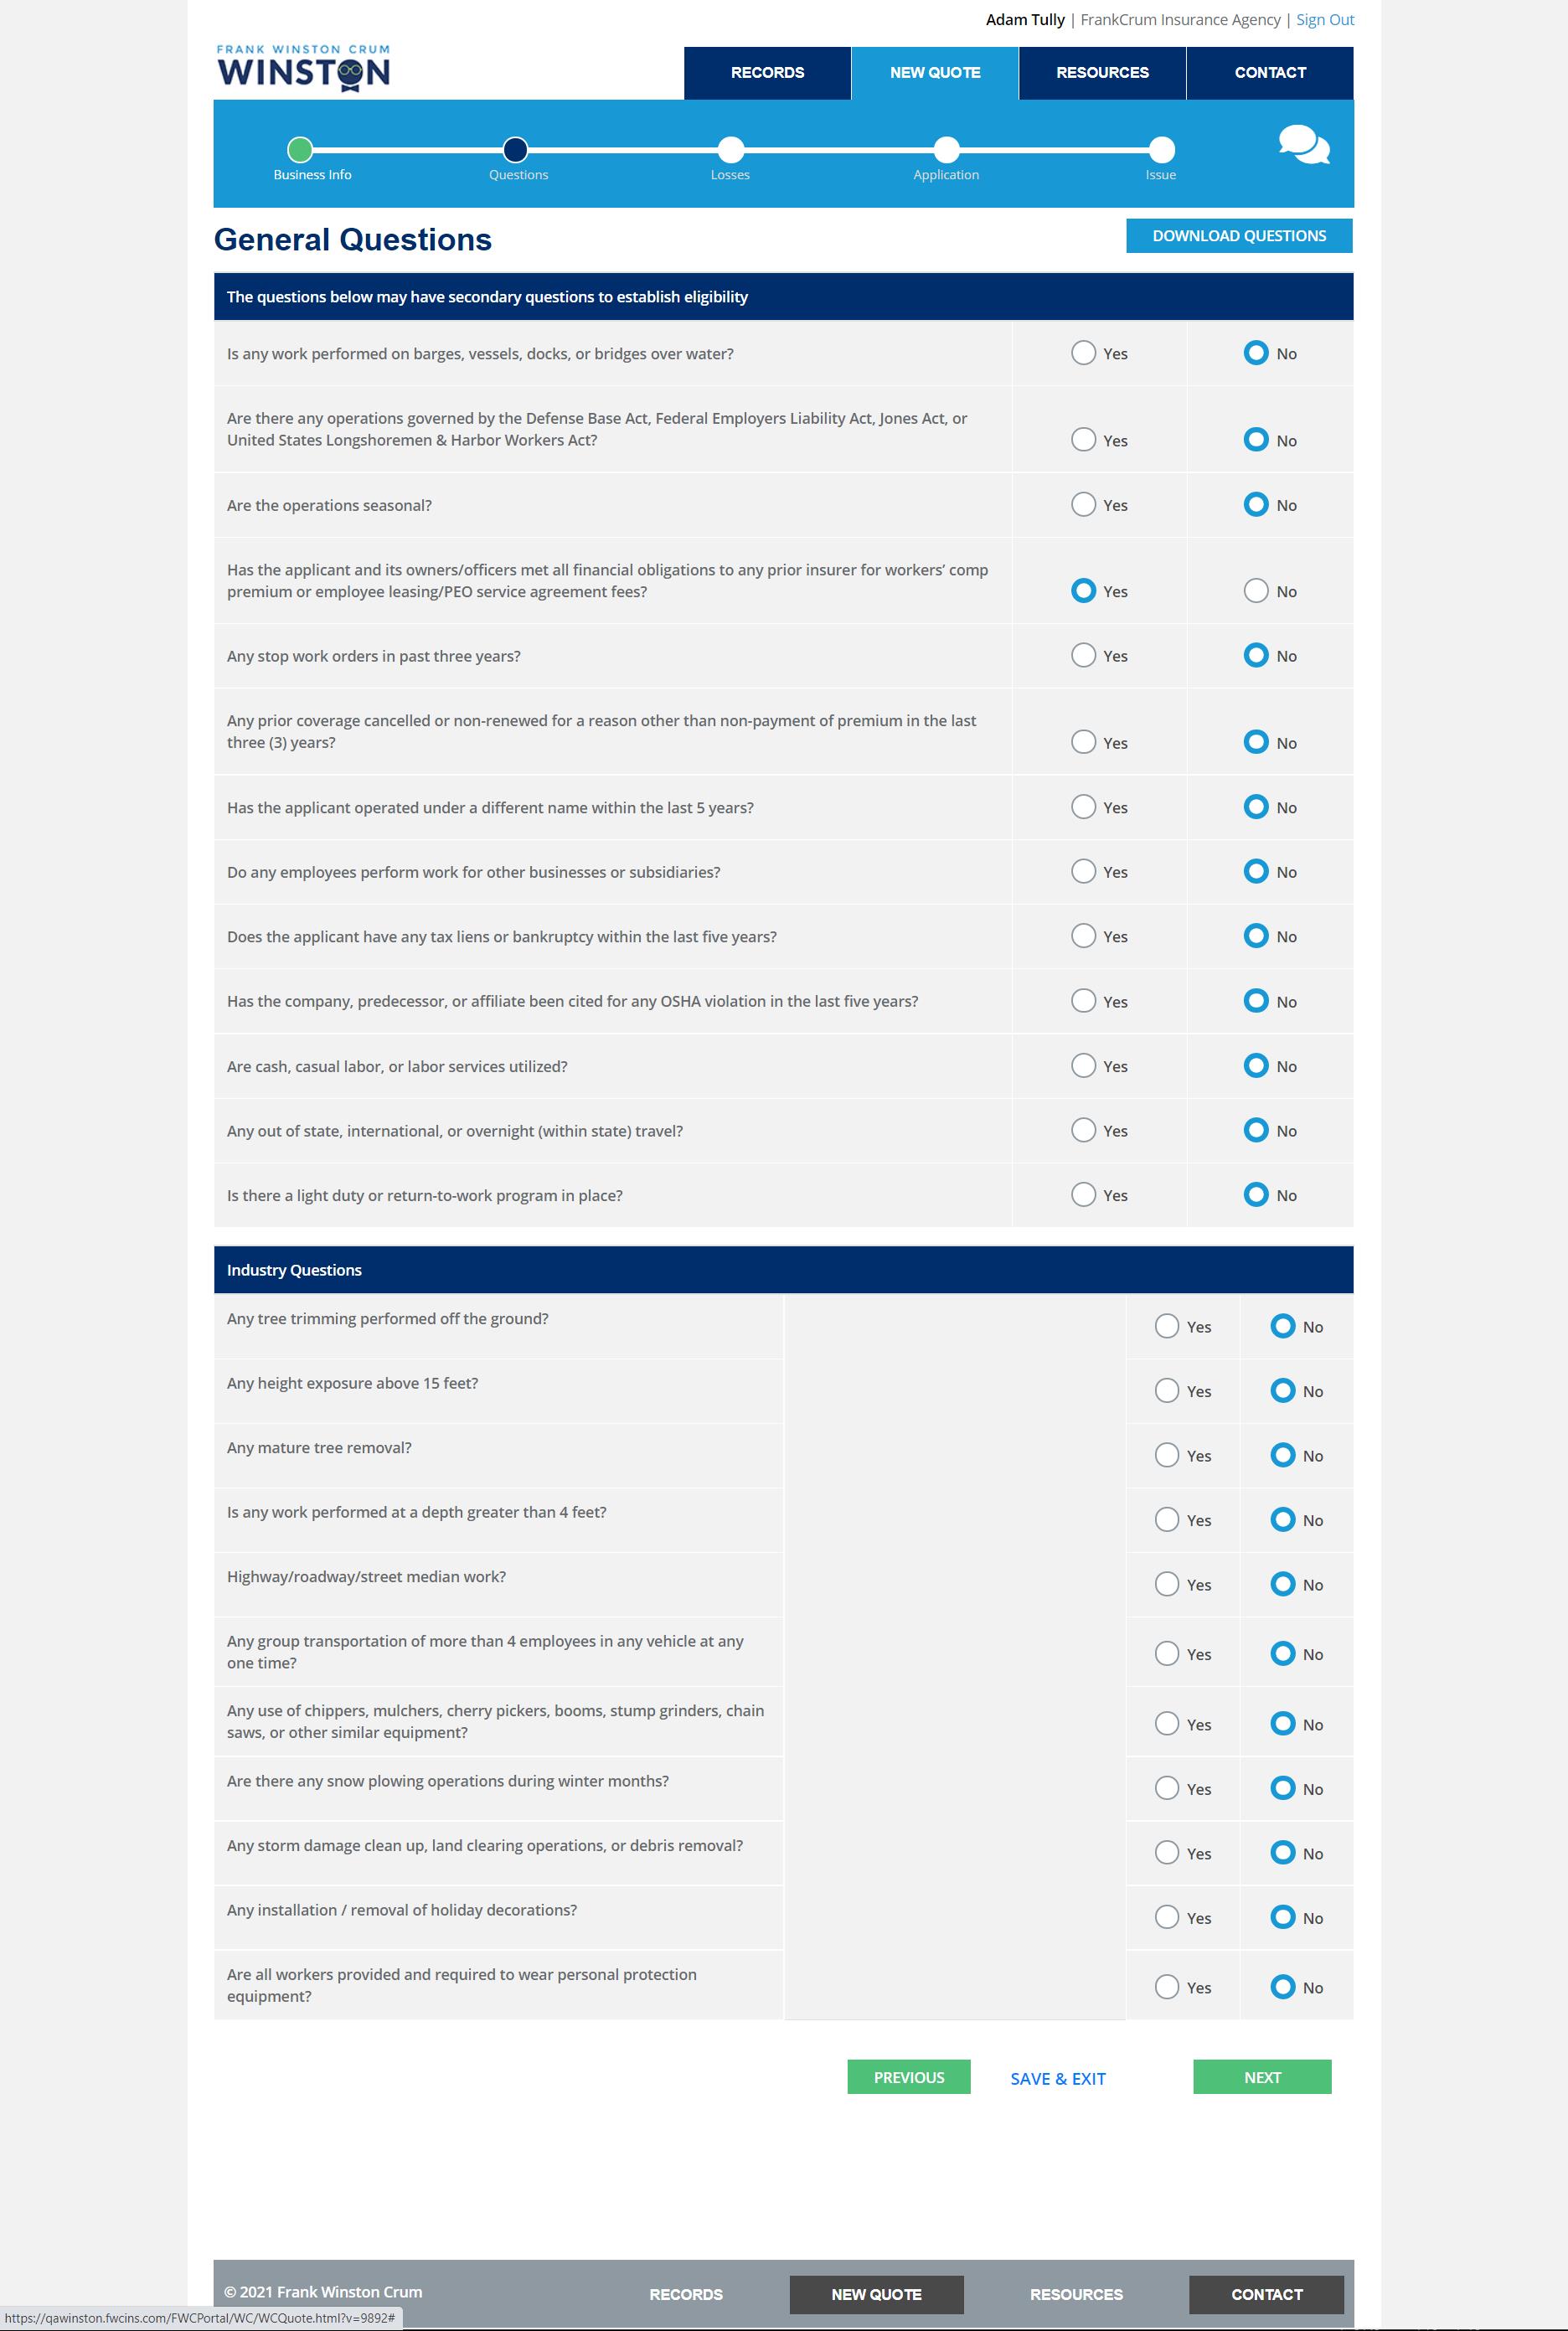 Adam Tully | FrankCrum Insurance Agency | Sign Out
FRANK WINSTON CRUM
WINSTON
RECORDS
NEW QUOTE
RESOURCES
CONTACT
Business Info
Questions
Losses
Application
Issue
General Questions
DOWNLOAD QUESTIONS
The questions below may have secondary questions to establish eligibility
Is any work performed on barges, vessels, docks, or bridges over water?
Yes
No
Are there any operations governed by the Defense Base Act, Federal Employers Liability Act, Jones Act, or
United States Longshoremen & Harbor Workers Act?
Yes
No
Are the operations seasonal?
Yes
No
Has the applicant and its owners/officers met all financial obligations to any prior insurer for workers’ comp
premium or employee leasing/PEO service agreement fees?
Yes
No
Any stop work orders in past three years?
Yes
No
Any prior coverage cancelled or non-renewed for a reason other than non-payment of premium in the last
three (3) years?
Yes
No
Has the applicant operated under a different name within the last 5 years?
Yes
No
Do any employees perform work for other businesses or subsidiaries?
Yes
No
Does the applicant have any tax liens or bankruptcy within the last five years?
Yes
No
Has the company, predecessor, or affiliate been cited for any OSHA violation in the last five years?
Yes
No
Are cash, casual labor, or labor services utilized?
Yes
No
Any out of state, international, or overnight (within state) travel?
Yes
No
Is there a light duty or return-to-work program in place?
Yes
No
Industry Questions
Any tree trimming performed off the ground?
Yes
No
Any height exposure above 15 feet?
Yes
No
Any mature tree removal?
Yes
No
Is any work performed at a depth greater than 4 feet?
Yes
No
Highway/roadway/street median work?
Yes
No
Any group transportation of more than 4 employees in any vehicle at any
one time?
Yes
No
Any use of chippers, mulchers, cherry pickers, booms, stump grinders, chain
saws, or other similar equipment?
Yes
No
Are there any snow plowing operations during winter months?
Yes
No
Any storm damage clean up, land clearing operations, or debris removal?
Yes
No
Any installation / removal of holiday decorations?
Yes
No
Are all workers provided and required to wear personal protection
equipment?
Yes
No
PREVIOUS
SAVE & EXIT
NEXT
© 2021 Frank Winston Crum
RECORDS
NEW QUOTE
RESOURCES
CONTACT
https://qawinston.fwcins.com/FWCPortal/WC/WCQuote.html?v=9892#